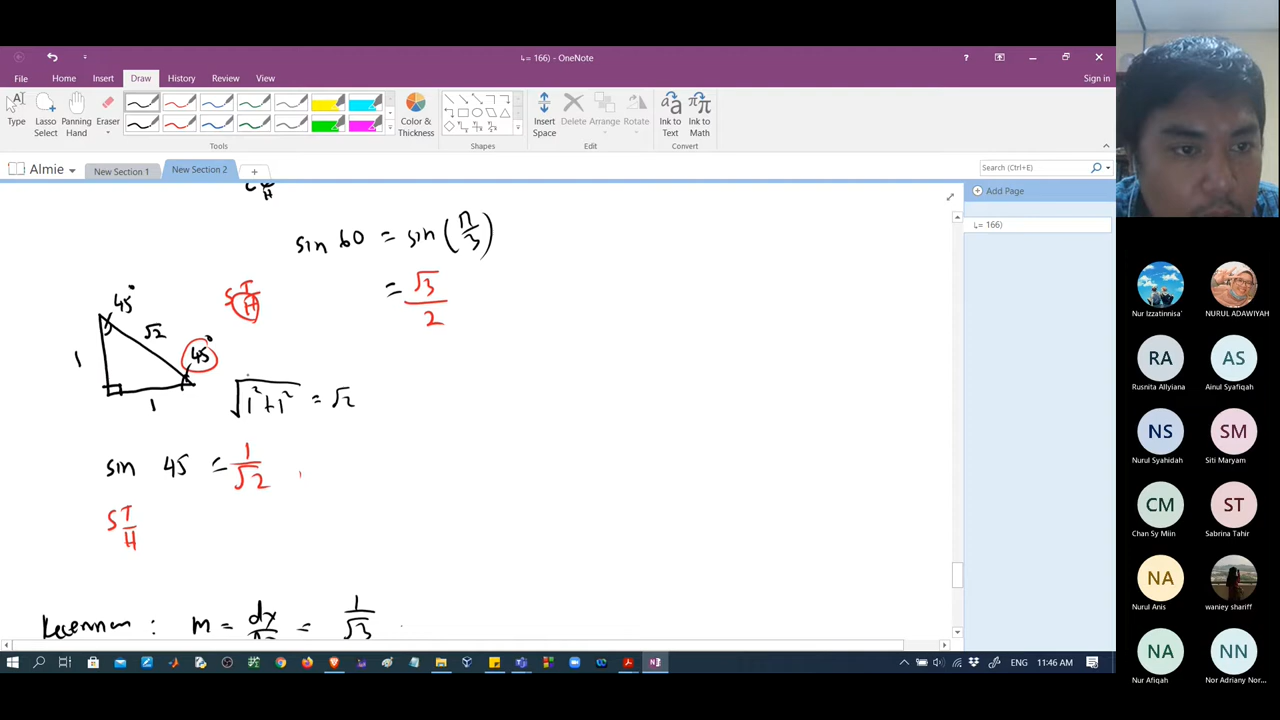 L= 166) - OneNote
File Home Insert Draw History Review View
Sign in
Type
Lasso Select
Panning Hand
Eraser
Color & Thickness
Insert Space
Delete
Arrange
Rotate
Ink to Text
Ink to Math
Tools
Shapes
Edit
Convert
Almie
New Section 1
New Section 2
Search (Ctrl+E)
Add Page
L= 166)
H
sin 60 = sin (π/3)
= √3/2
S T/H
45°
√2
45°
1
1
√1²+1² = √2
sin 45 = 1/√2
S T/H
: m = dy = 1/√3
ENG 11:46 AM
Nur Izzatinnisa'
NURUL ADAWIYAH
RA
Rusnita Allyiana
AS
Ainul Syafiqah
NS
Nurul Syahidah
SM
Siti Maryam
CM
Chan Sy Miin
ST
Sabrina Tahir
NA
Nurul Anis
waniey shariff
NA
Nur Afiqah
NN
Nor Adriany Nor...